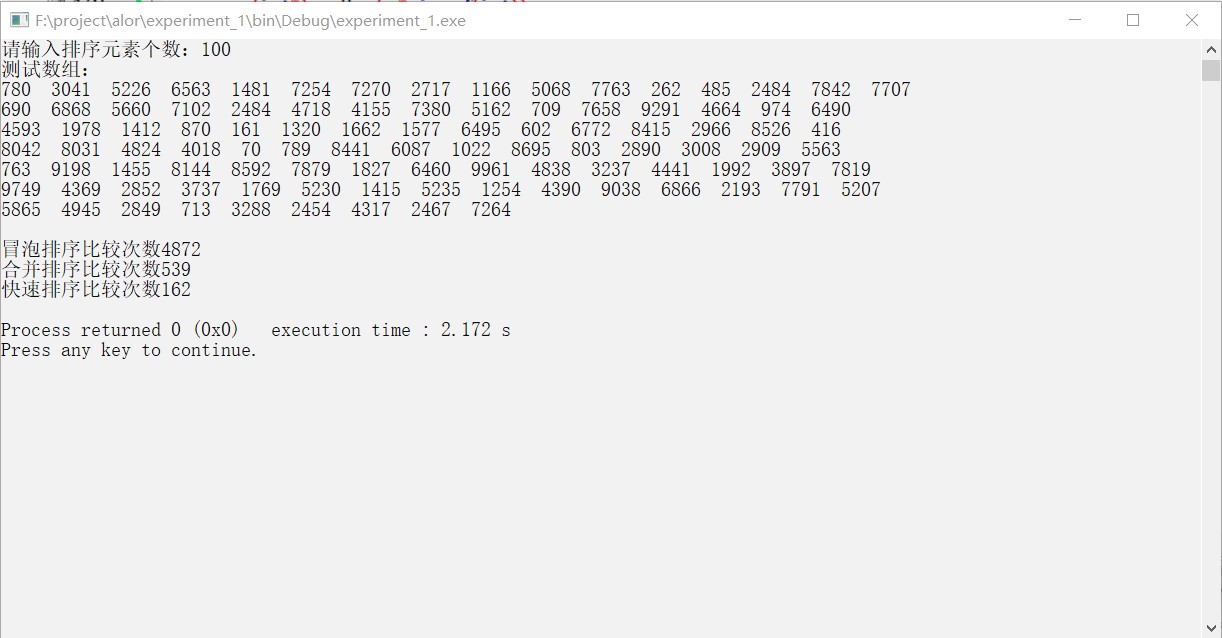 F:\project\alor\experiment_1\bin\Debug\experiment_1.exe
请输入排序元素个数：100
测试数组：
780 3041 5226 6563 1481 7254 7270 2717 1166 5068 7763 262 485 2484 7842 7707
690 6868 5660 7102 2484 4718 4155 7380 5162 709 7658 9291 4664 974 6490
4593 1978 1412 870 161 1320 1662 1577 6495 602 6772 8415 2966 8526 416
8042 8031 4824 4018 70 789 8441 6087 1022 8695 803 2890 3008 2909 5563
763 9198 1455 8144 8592 7879 1827 6460 9961 4838 3237 4441 1992 3897 7819
9749 4369 2852 3737 1769 5230 1415 5235 1254 4390 9038 6866 2193 7791 5207
5865 4945 2849 713 3288 2454 4317 2467 7264
冒泡排序比较次数4872
合并排序比较次数539
快速排序比较次数162
Process returned 0 (0x0) execution time : 2.172 s
Press any key to continue.